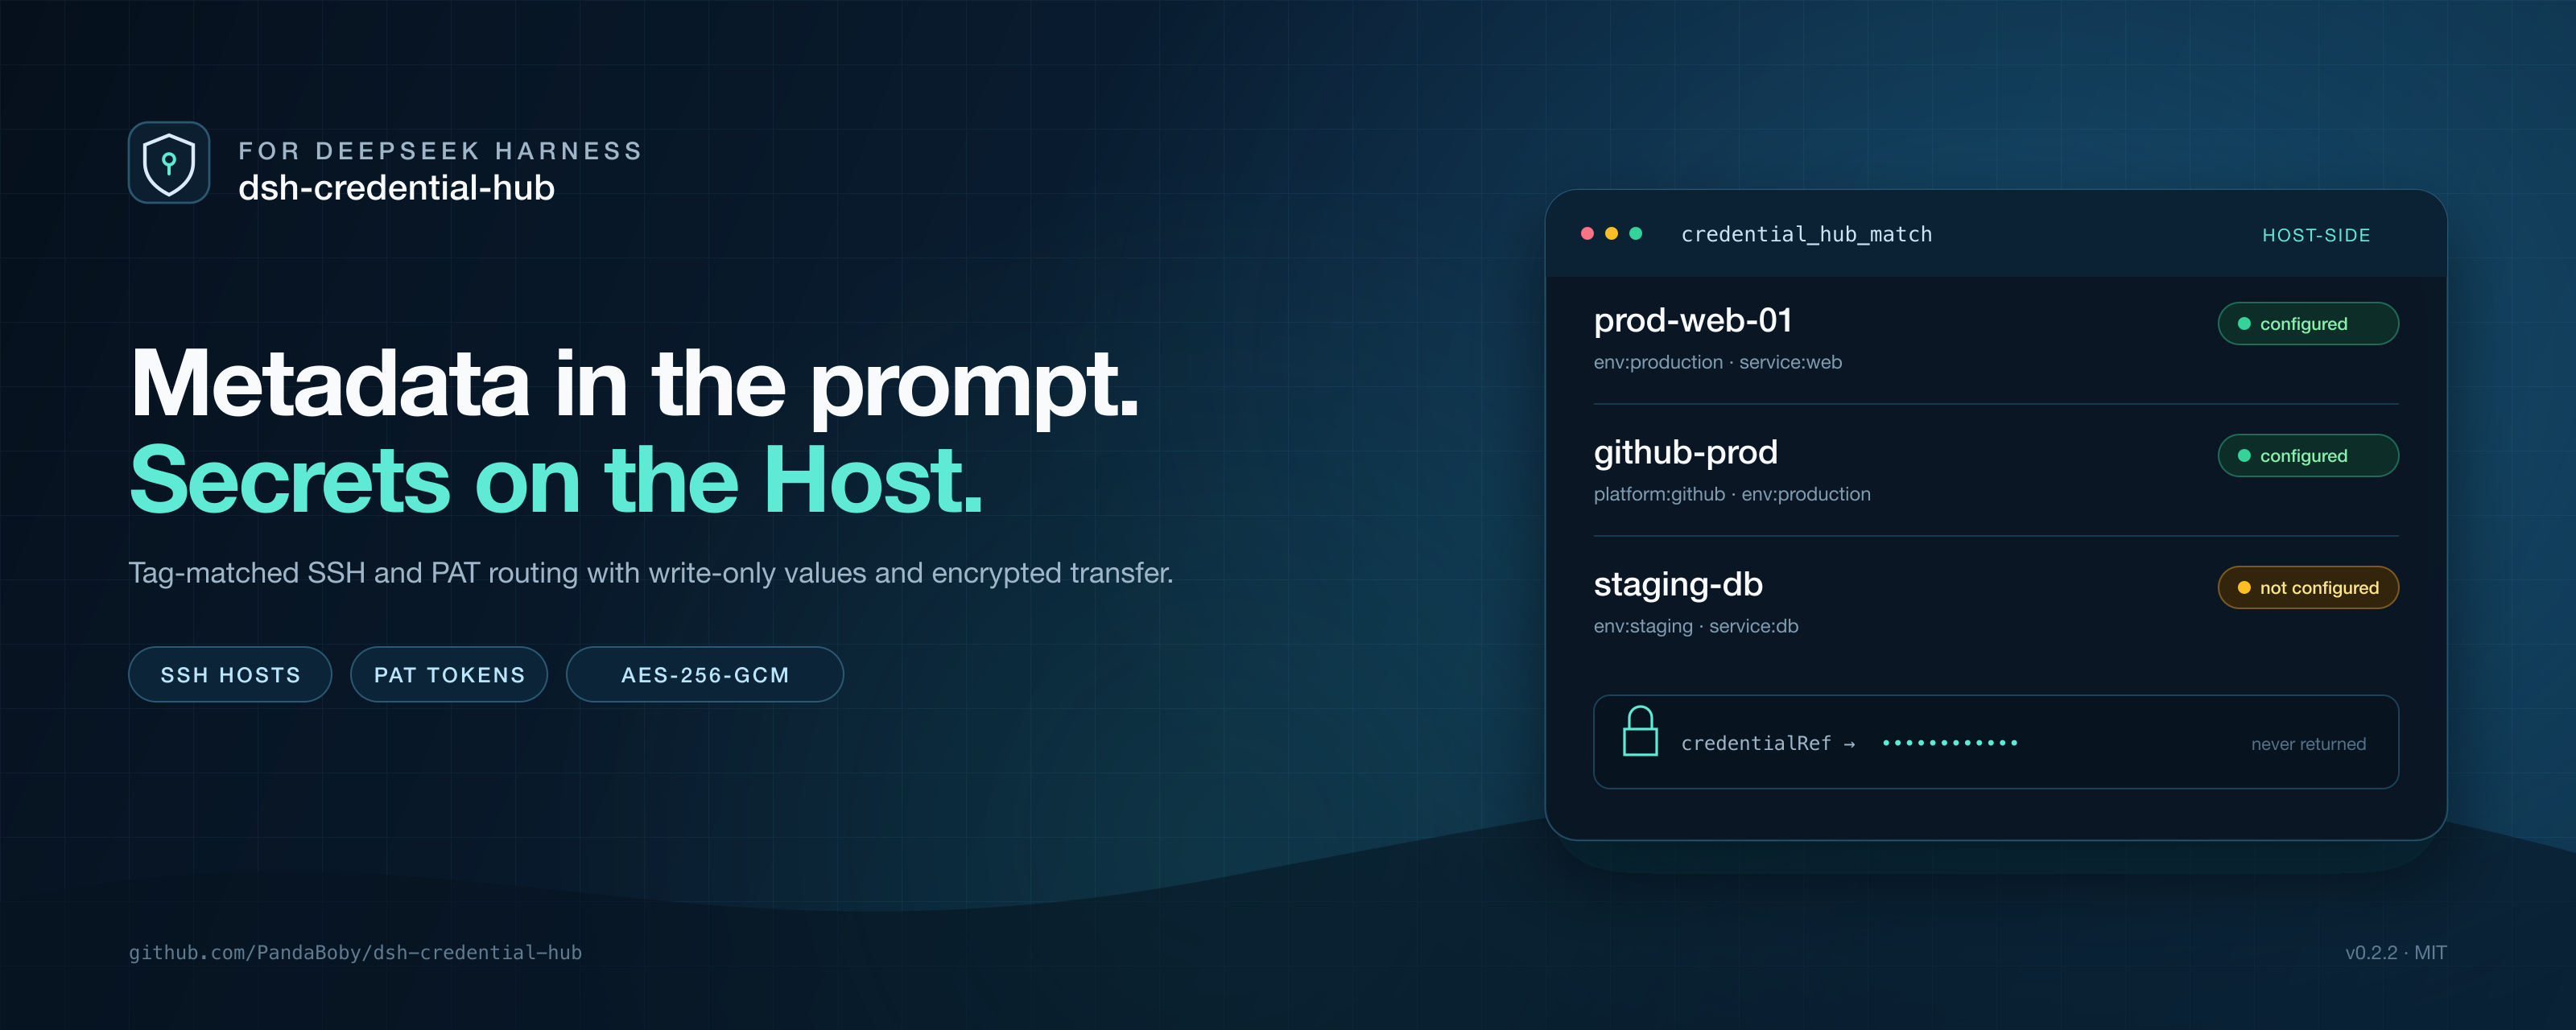 FOR DEEPSEEK HARNESS
dsh-credential-hub
Metadata in the prompt.
Secrets on the Host.
Tag-matched SSH and PAT routing with write-only values and encrypted transfer.
SSH HOSTS
PAT TOKENS
AES-256-GCM
credential_hub_match
HOST-SIDE
prod-web-01
configured
env:production · service:web
github-prod
configured
platform:github · env:production
staging-db
not configured
env:staging · service:db
credentialRef → ••••••••••••
never returned
github.com/PandaBoby/dsh-credential-hub
v0.2.2 · MIT